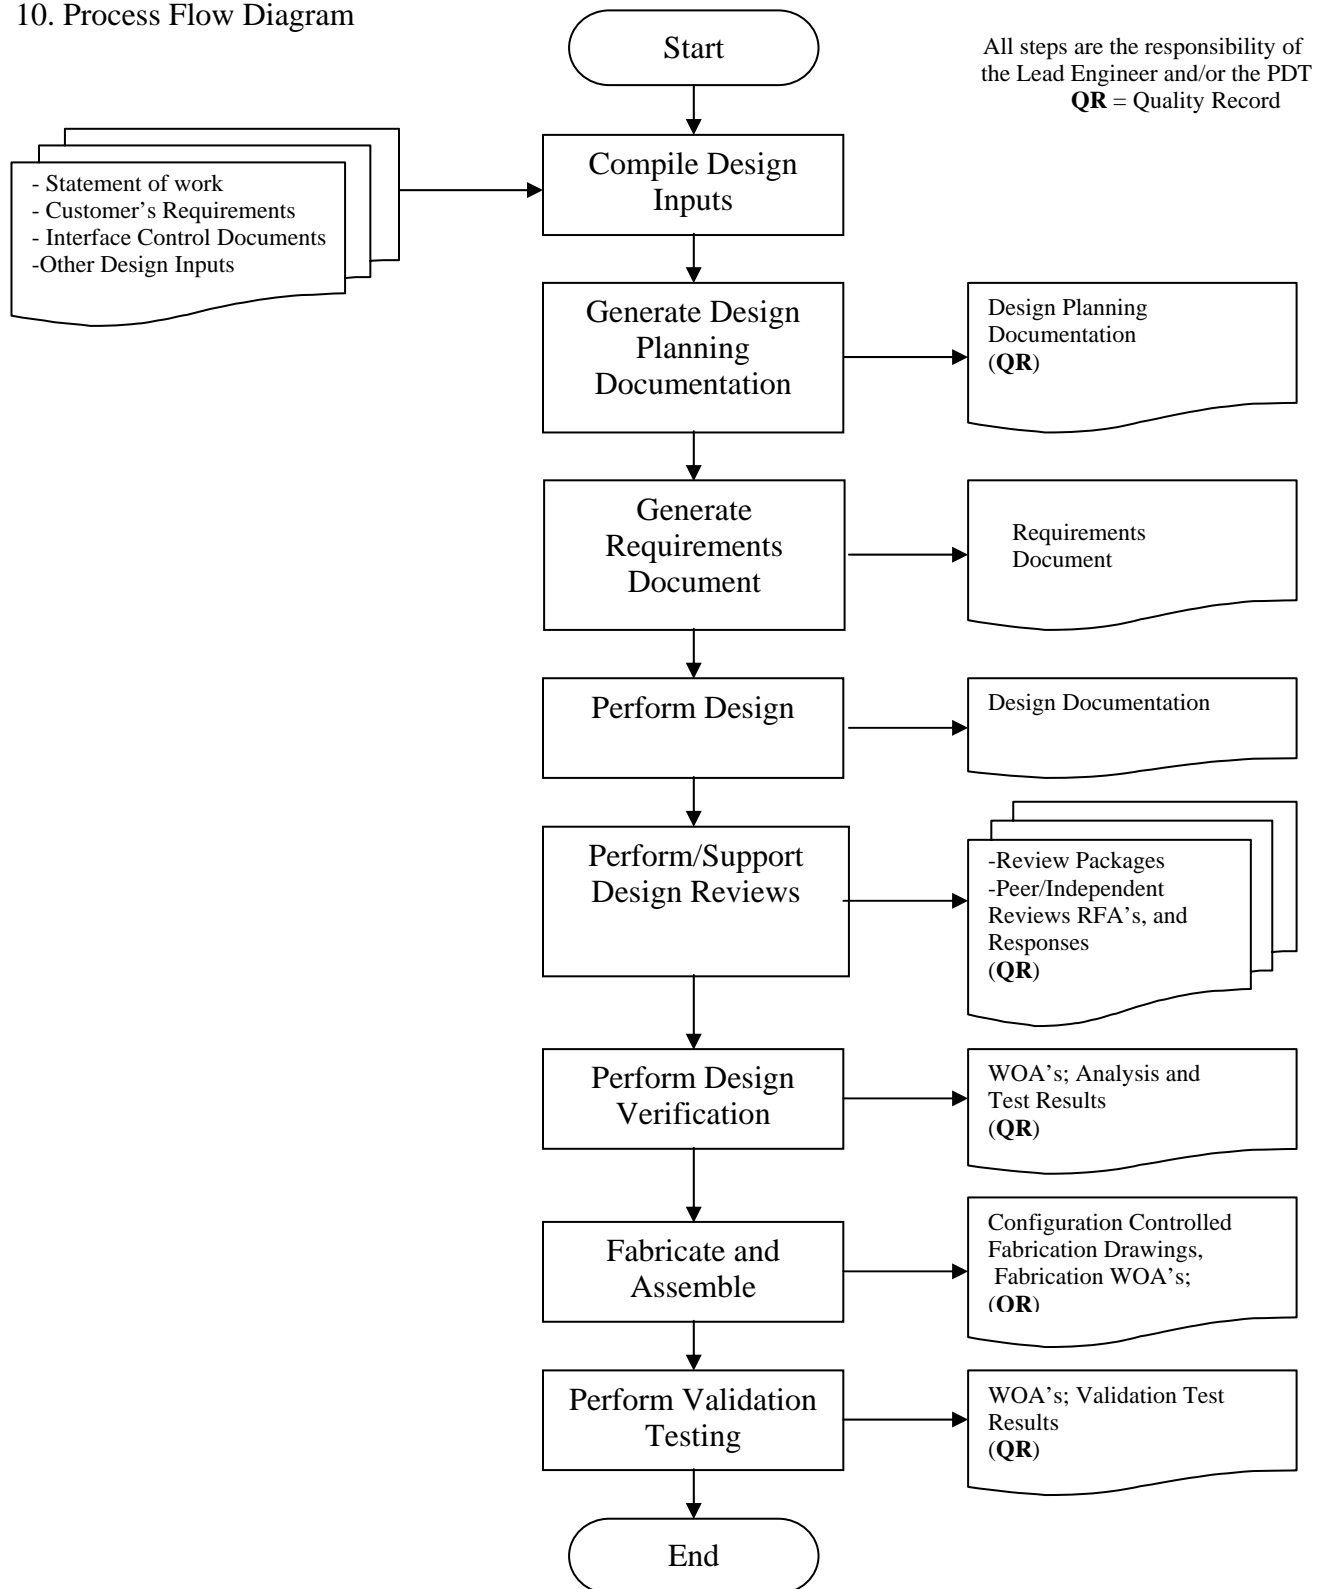 10. Process Flow Diagram
Start
All steps are the responsibility of
the Lead Engineer and/or the PDT
QR = Quality Record
- Statement of work
- Customer's Requirements
- Interface Control Documents
-Other Design Inputs
Compile Design
Inputs
Generate Design
Planning
Documentation
Design Planning
Documentation
(QR)
Generate
Requirements
Document
Requirements
Document
Perform Design
Design Documentation
Perform/Support
Design Reviews
-Review Packages
-Peer/Independent
Reviews RFA's, and
Responses
(QR)
Perform Design
Verification
WOA's; Analysis and
Test Results
(QR)
Fabricate and
Assemble
Configuration Controlled
Fabrication Drawings,
Fabrication WOA's;
(QR)
Perform Validation
Testing
WOA's; Validation Test
Results
(QR)
End